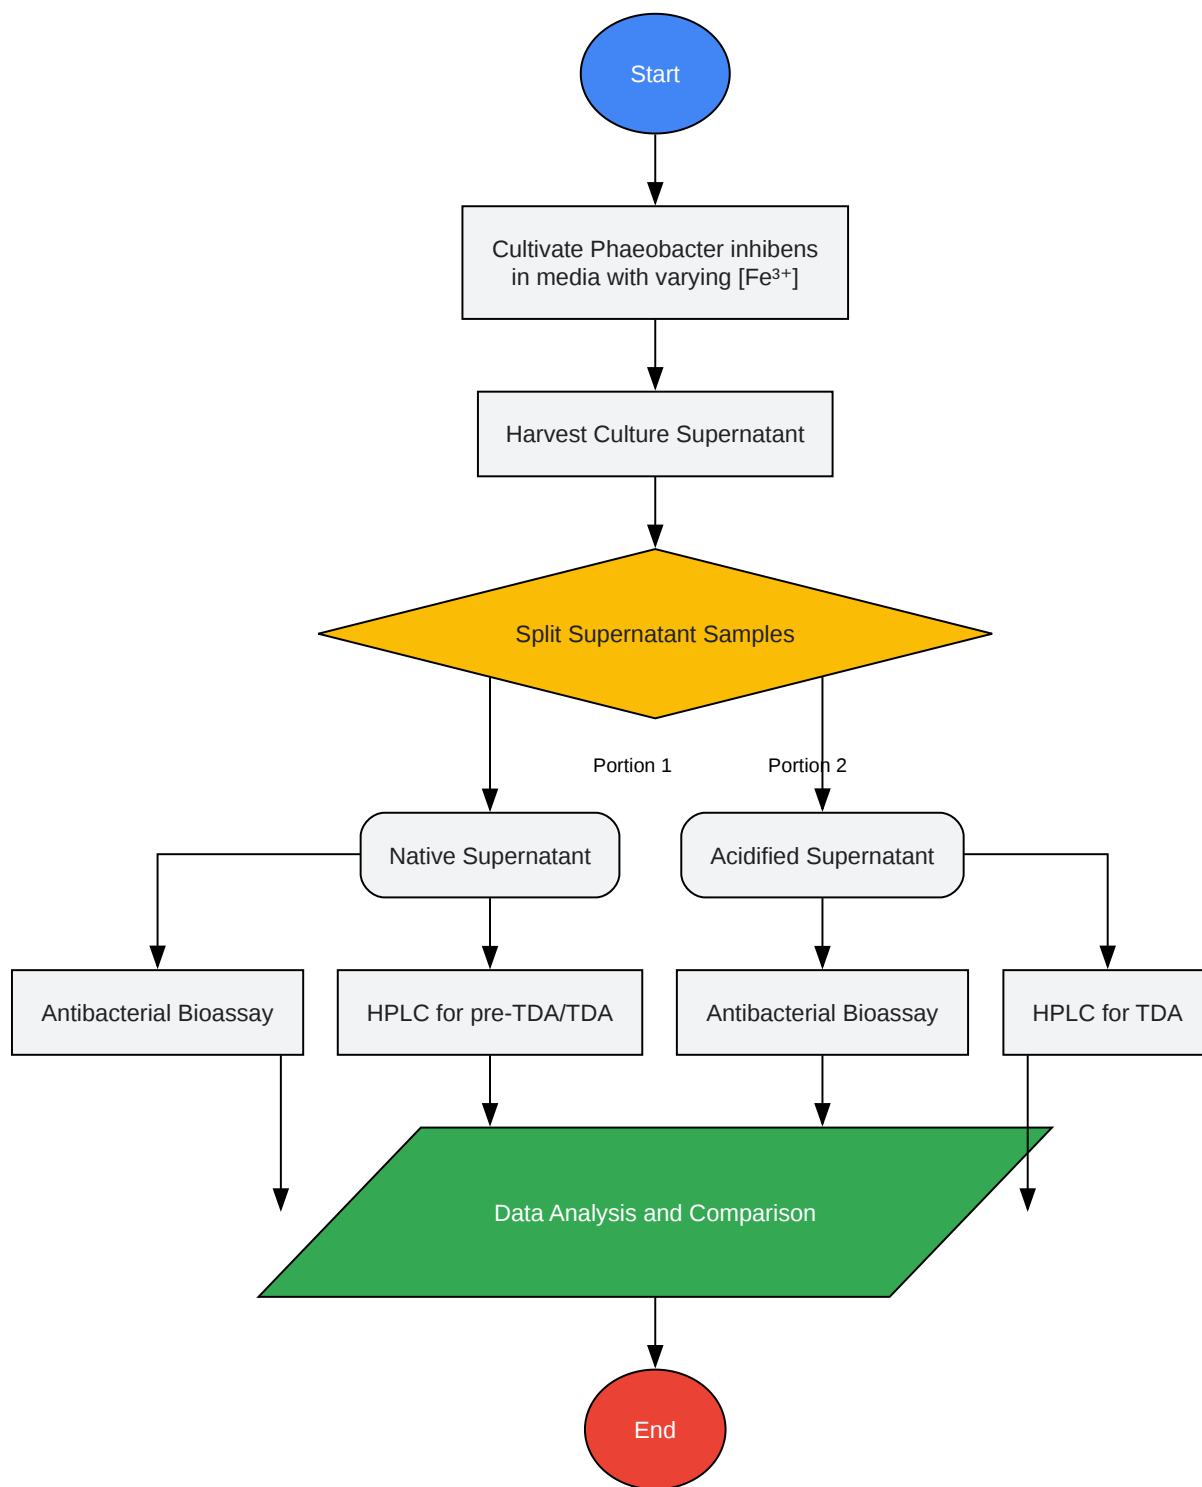 Start
Cultivate Phaeobacter inhibens
in media with varying [Fe³⁺]
Harvest Culture Supernatant
Split Supernatant Samples
Portion 1
Portion 2
Native Supernatant
Acidified Supernatant
Antibacterial Bioassay
HPLC for pre-TDA/TDA
Antibacterial Bioassay
HPLC for TDA
Data Analysis and Comparison
End